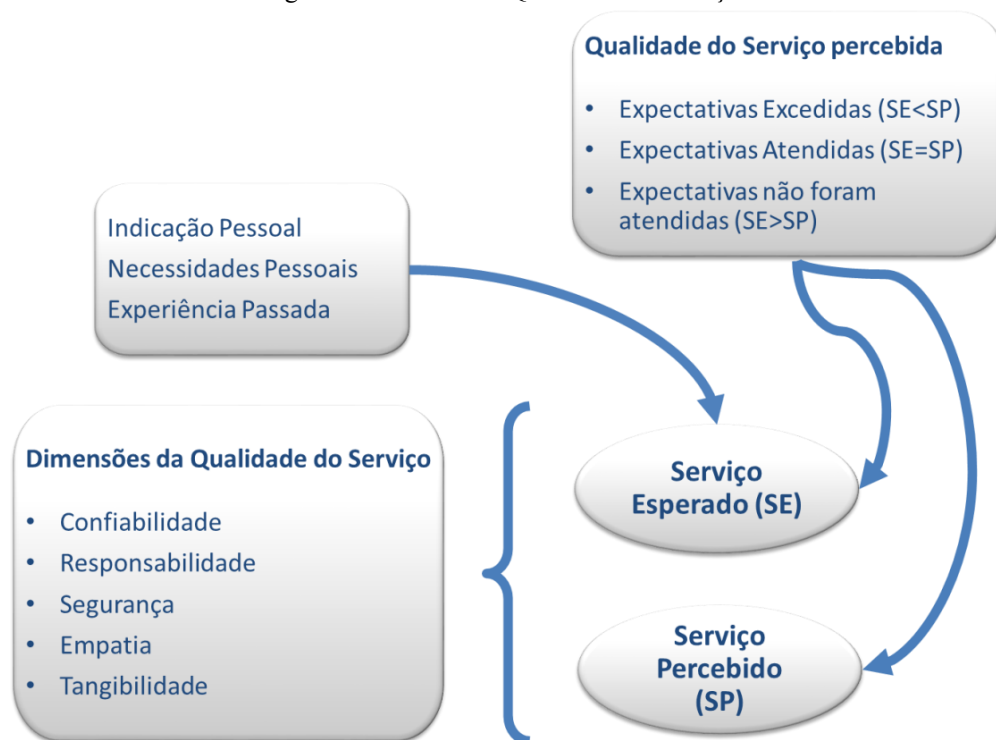 Qualidade do Serviço percebida
• Expectativas Excedidas (SE<SP)
• Expectativas Atendidas (SE=SP)
• Expectativas não foram
atendidas (SE>SP)
Indicação Pessoal
Necessidades Pessoais
Experiência Passada
Dimensões da Qualidade do Serviço
• Confiabilidade
• Responsabilidade
• Segurança
• Empatia
• Tangibilidade
Serviço
Esperado (SE)
Serviço
Percebido
(SP)